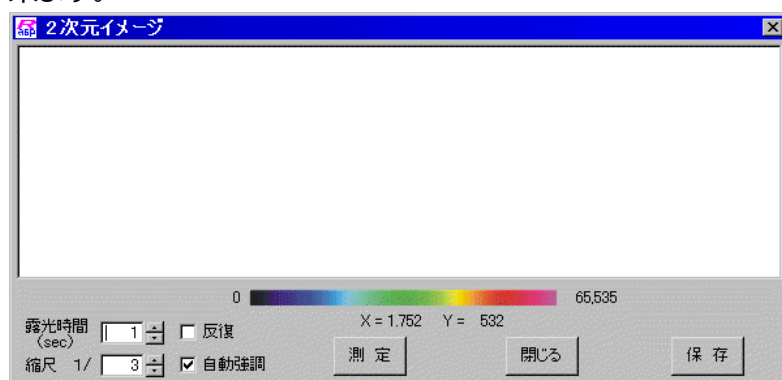 2次元イメージ
0 65,535
X = 1.752 Y = 532
露光時間 (sec) 1 反復
縮尺 1/ 3 自動強調
測 定 閉じる 保 存